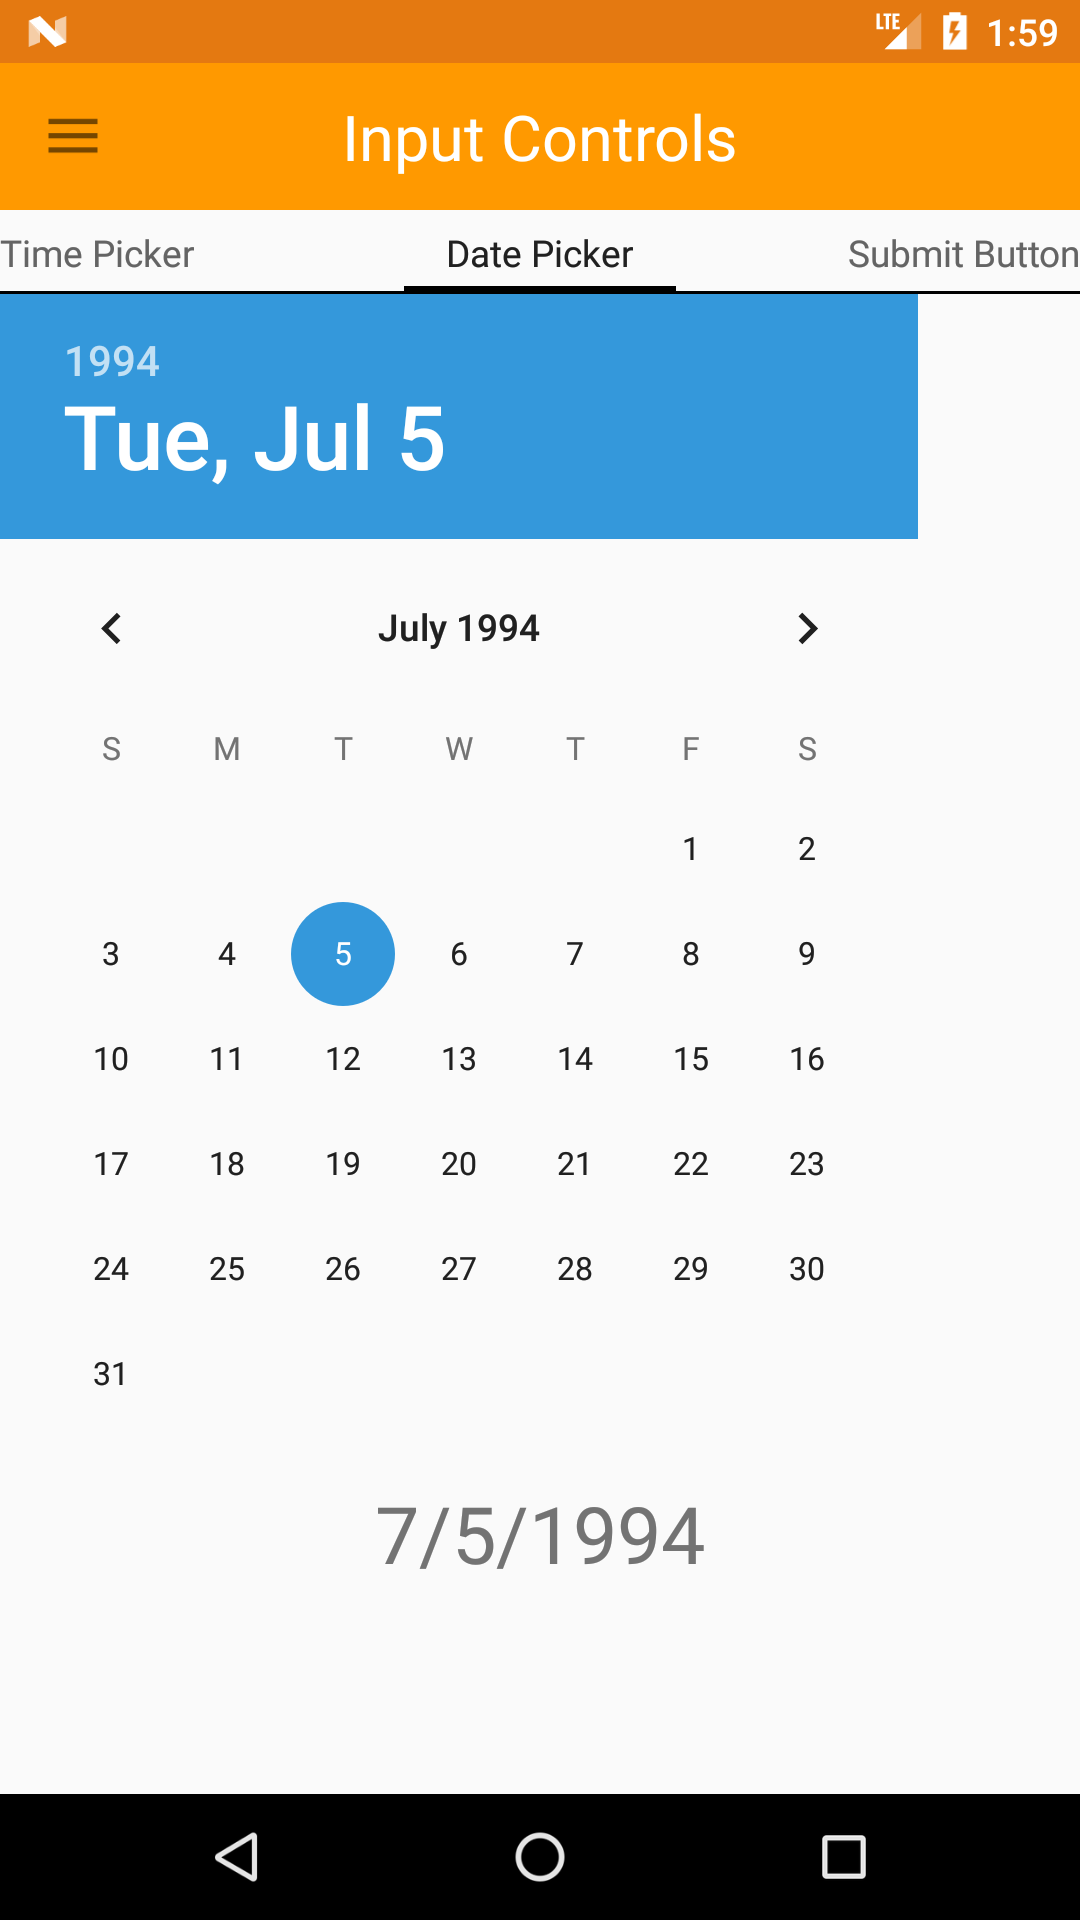 LTE 1:59
Input Controls
Time Picker Date Picker Submit Button
1994
Tue, Jul 5
July 1994
S M T W T F S
1 2
3 4 5 6 7 8 9
10 11 12 13 14 15 16
17 18 19 20 21 22 23
24 25 26 27 28 29 30
31
7/5/1994